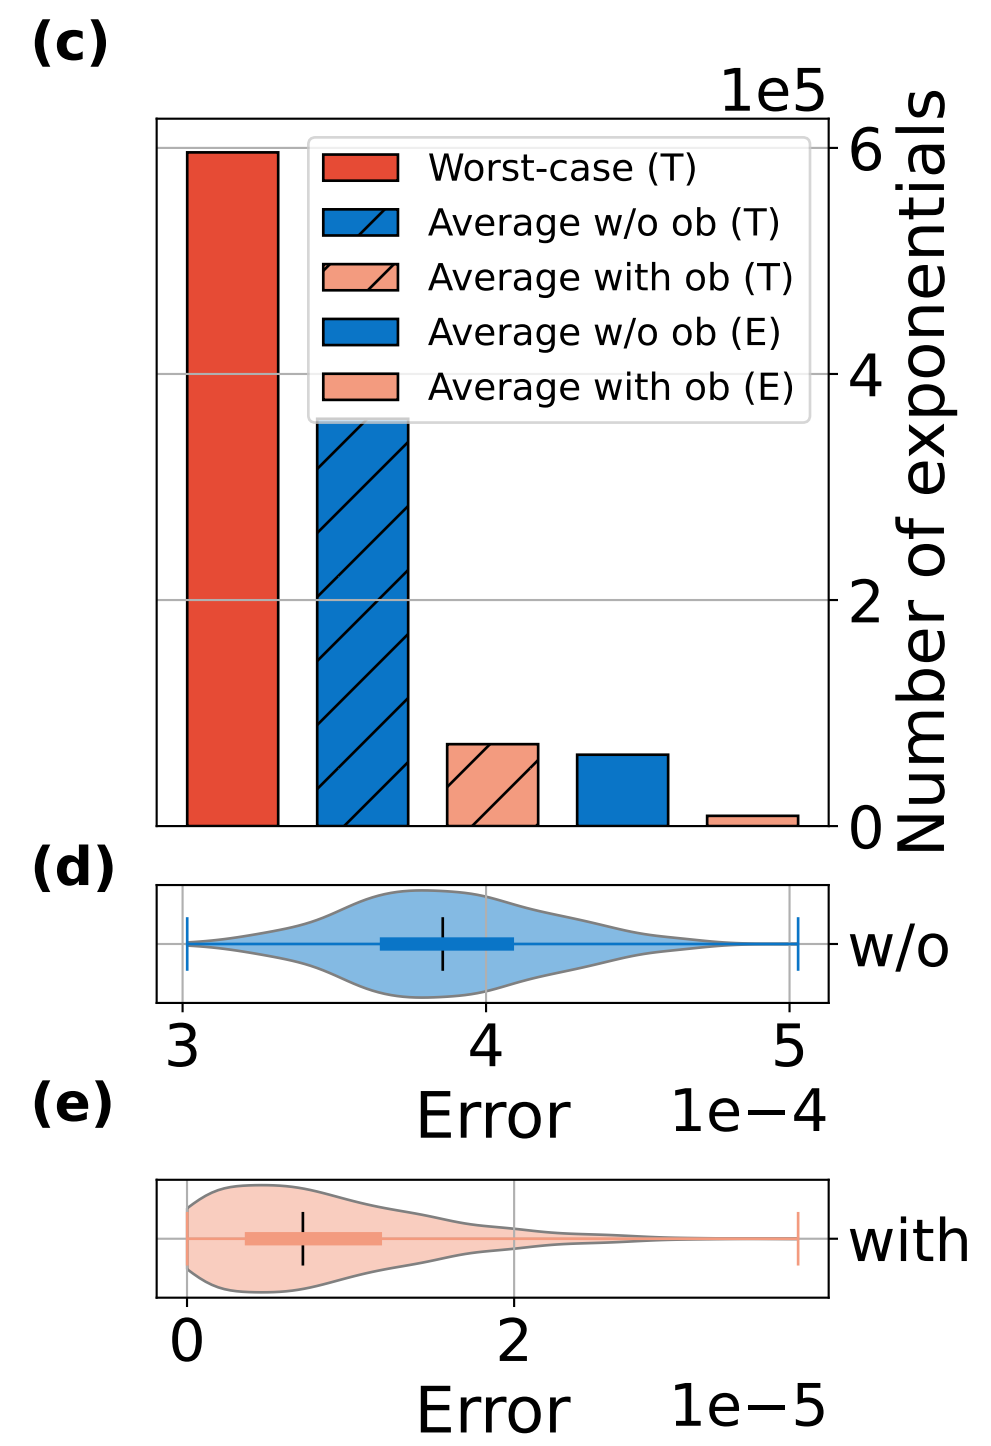 (c)
1e5
Worst-case (T)
Average w/o ob (T)
Average with ob (T)
Average w/o ob (E)
Average with ob (E)
6
4
2
0
Number of exponentials
(d)
w/o
3 4 5
Error 1e−4
(e)
with
0 2
Error 1e−5